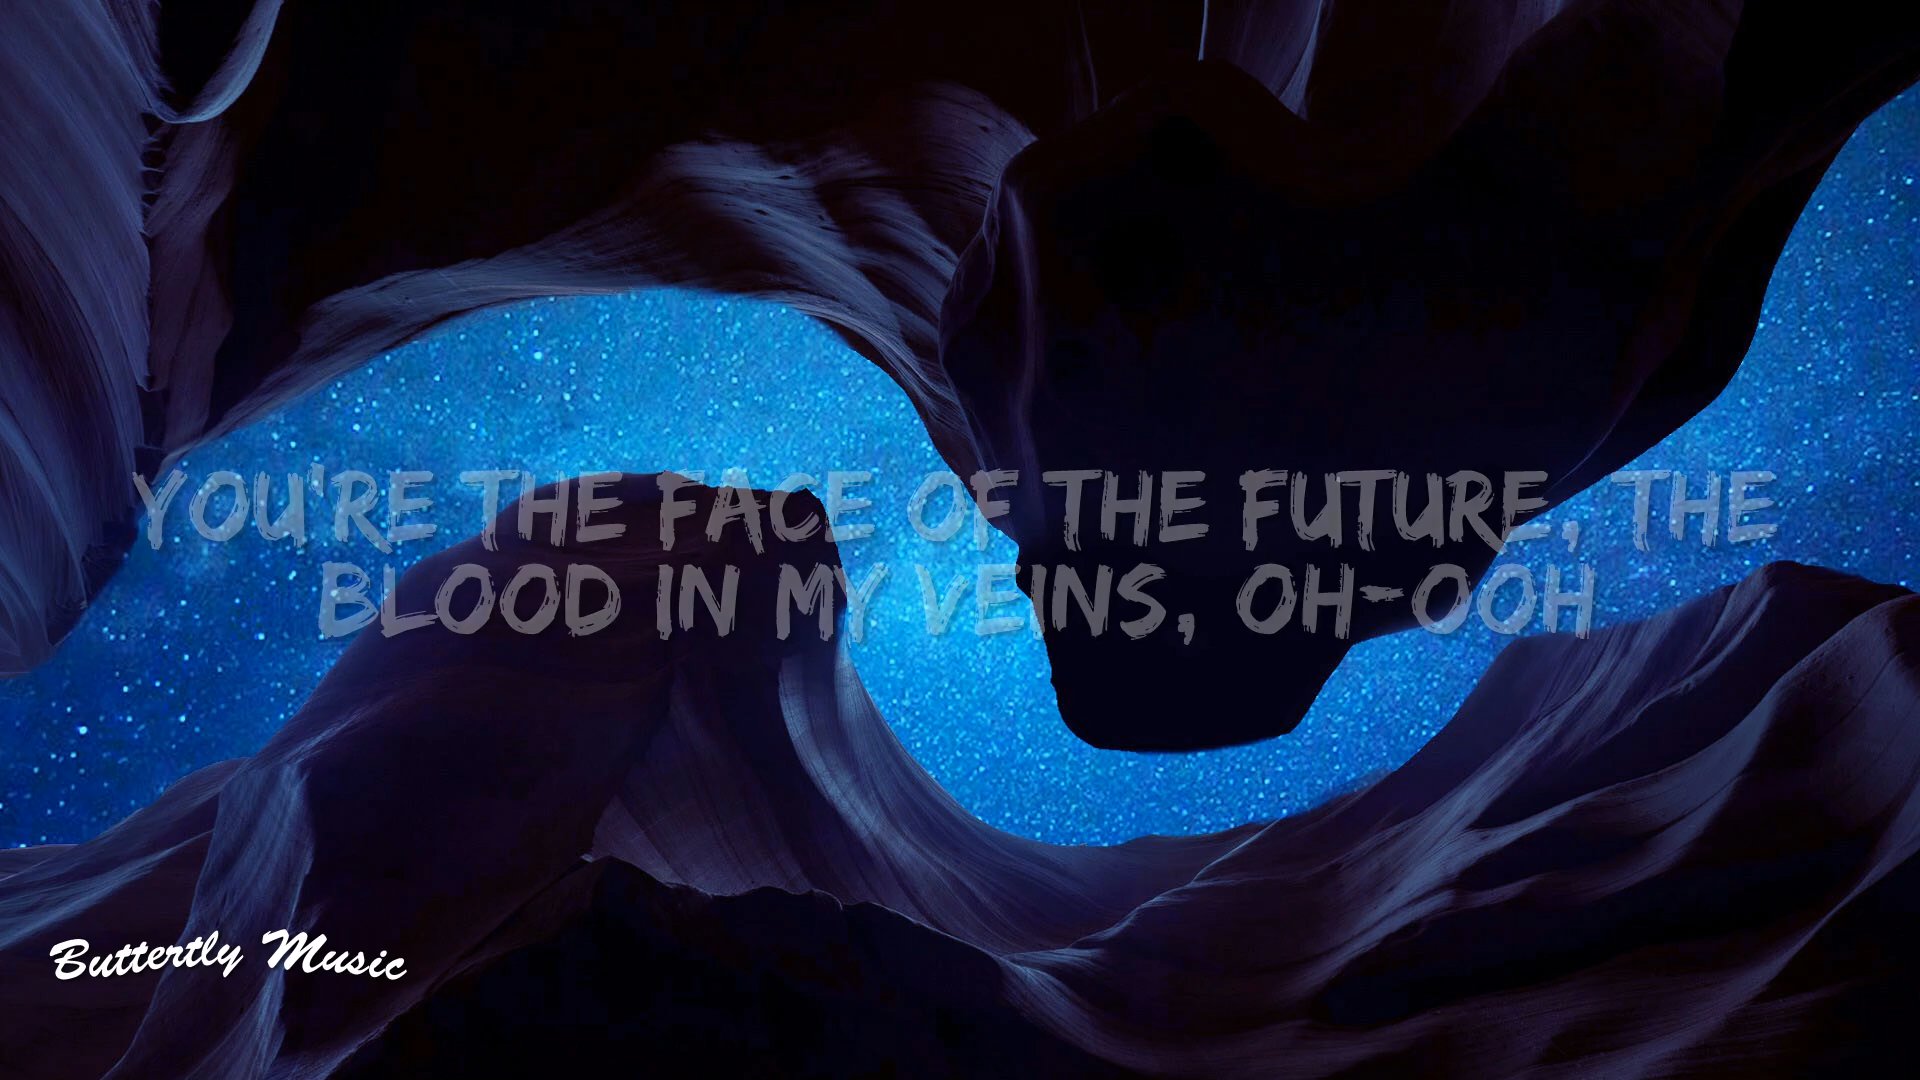 YOU'RE THE FACE OF THE FUTURE, THE
BLOOD IN MY VEINS, OH-OOH
Buttertly Music